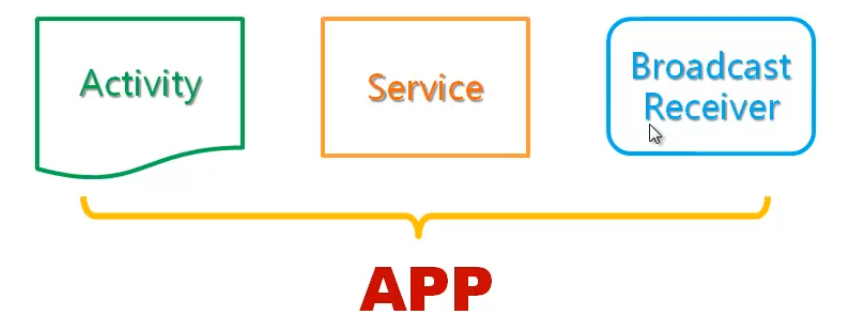 Activity
Service
Broadcast
Receiver
APP